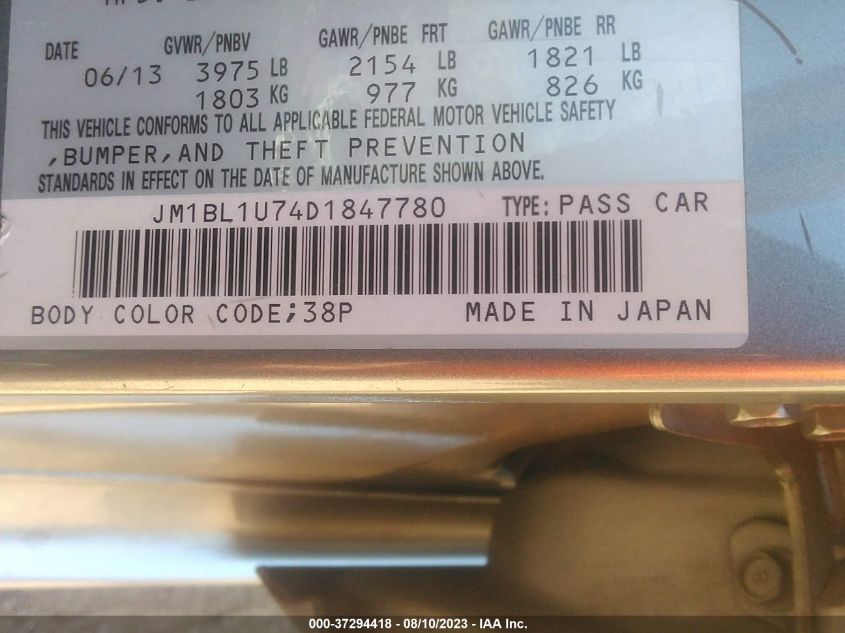 DATE GVWR/PNBV GAWR/PNBE FRT GAWR/PNBE RR
06/13 3975 LB 2154 LB 1821 LB
1803 KG 977 KG 826 KG
THIS VEHICLE CONFORMS TO ALL APPLICABLE FEDERAL MOTOR VEHICLE SAFETY
,BUMPER,AND THEFT PREVENTION
STANDARDS IN EFFECT ON THE DATE OF MANUFACTURE SHOWN ABOVE.
JM1BL1U74D1847780 TYPE: PASS CAR
BODY COLOR CODE;38P MADE IN JAPAN
000-37294418 - 08/10/2023 - IAA Inc.